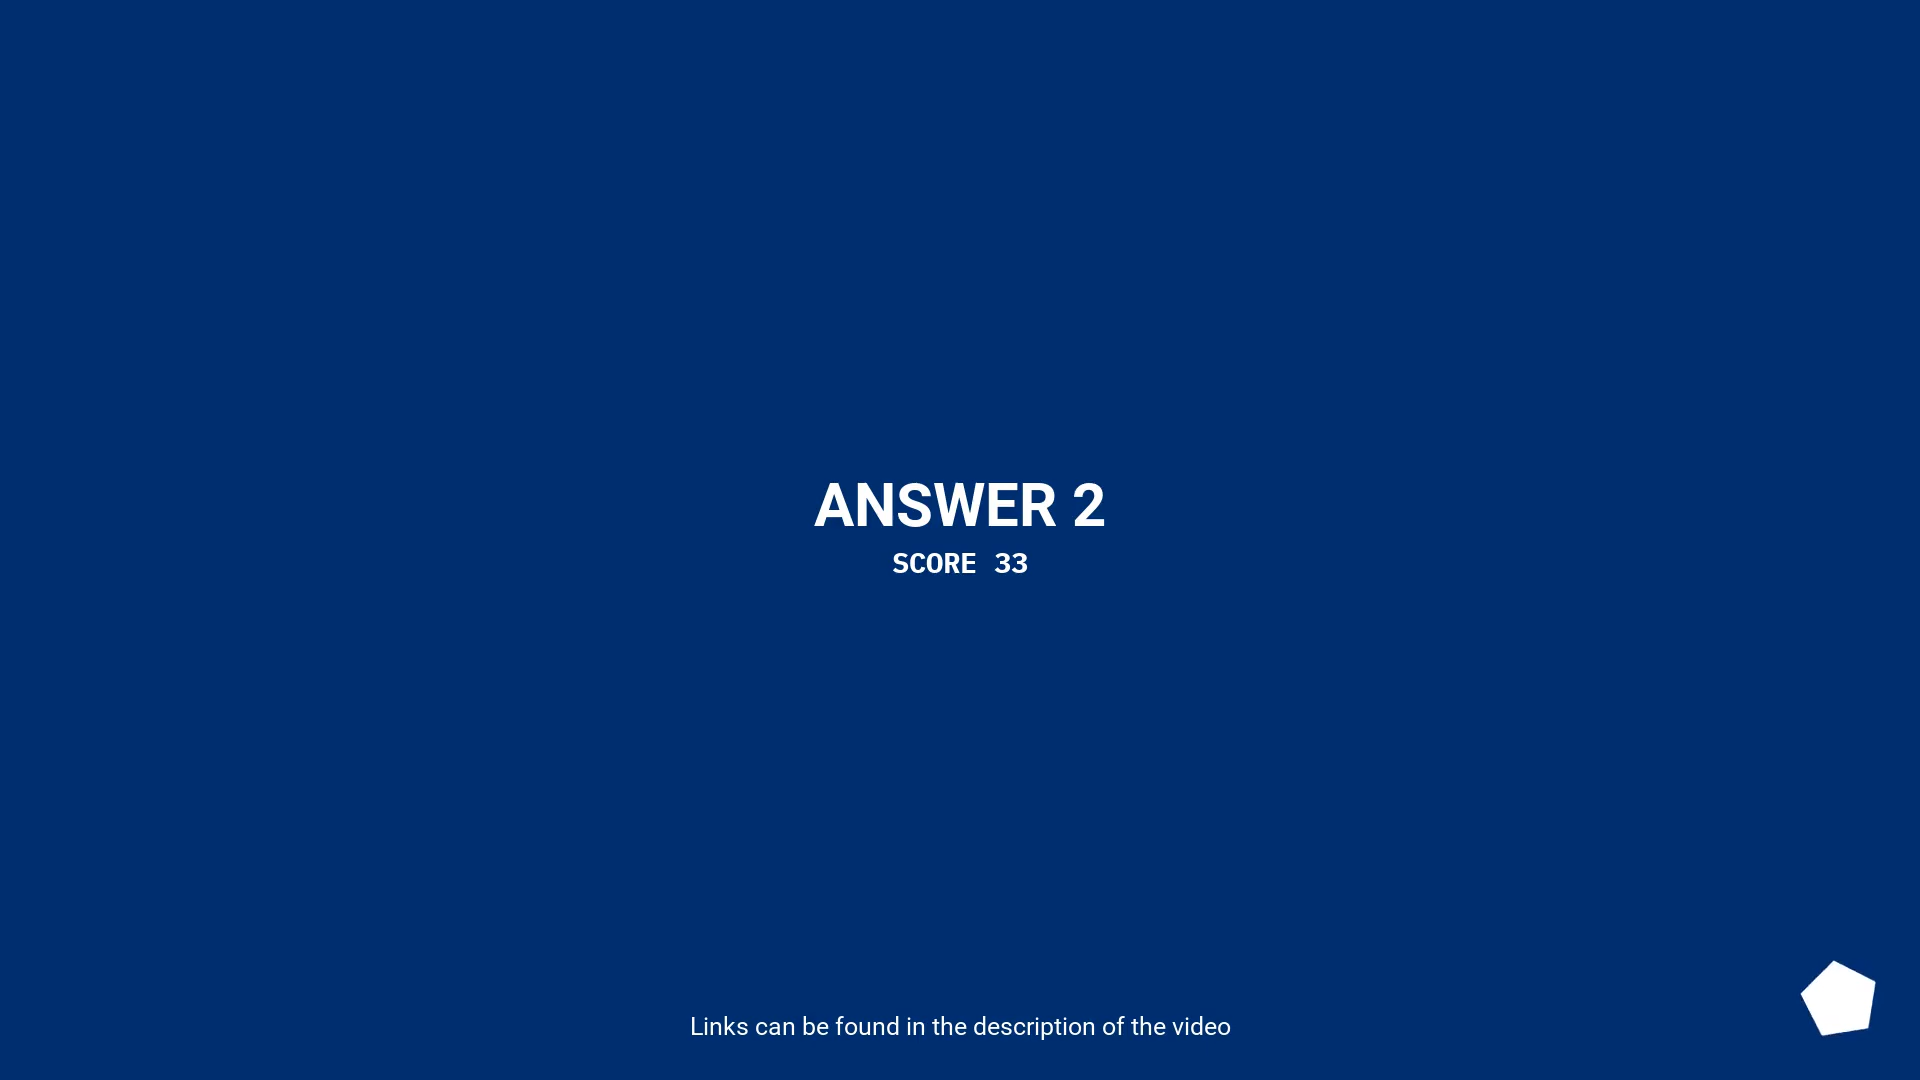 ANSWER 2
SCORE 33
Links can be found in the description of the video